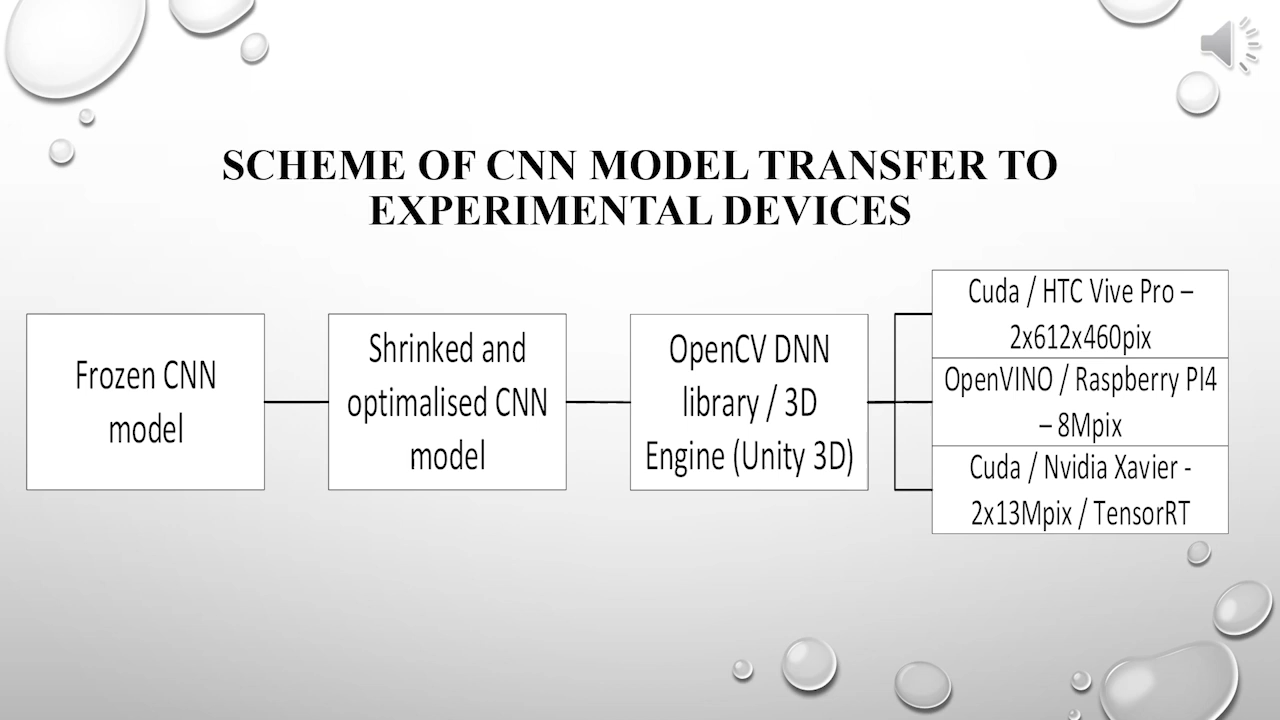 SCHEME OF CNN MODEL TRANSFER TO
EXPERIMENTAL DEVICES
Frozen CNN
model
Shrinked and
optimalised CNN
model
OpenCV DNN
library / 3D
Engine (Unity 3D)
Cuda / HTC Vive Pro –
2x612x460pix
OpenVINO / Raspberry PI4
– 8Mpix
Cuda / Nvidia Xavier -
2x13Mpix / TensorRT